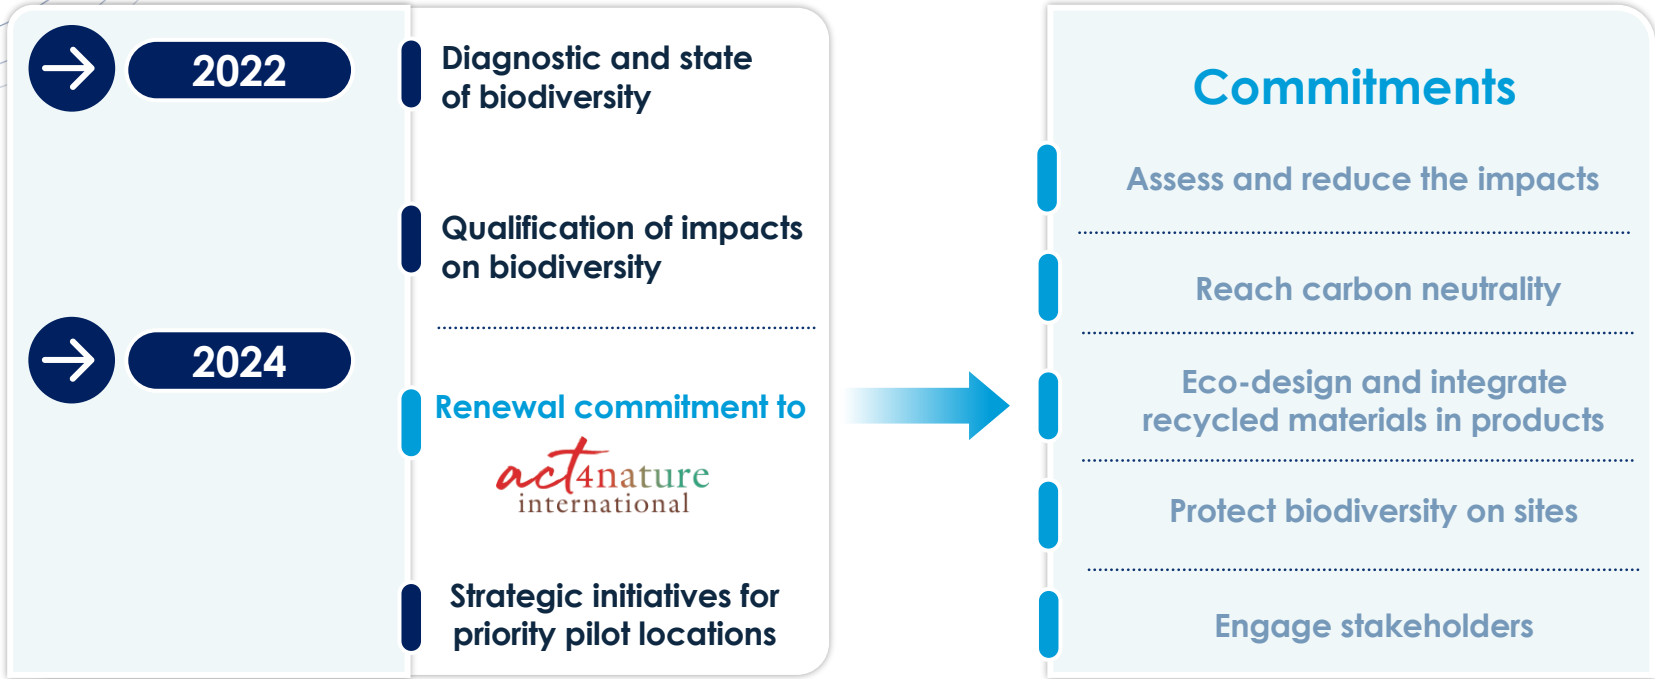 2022
Diagnostic and state
of biodiversity
Qualification of impacts
on biodiversity
2024
Renewal commitment to
act4nature
international
Strategic initiatives for
priority pilot locations
Commitments
Assess and reduce the impacts
Reach carbon neutrality
Eco-design and integrate
recycled materials in products
Protect biodiversity on sites
Engage stakeholders